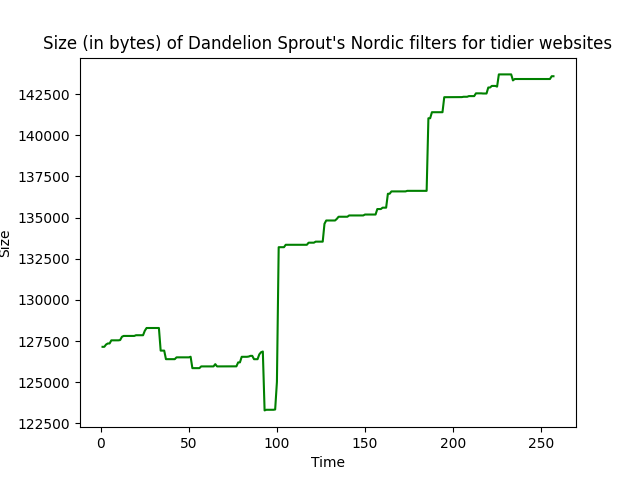 Size (in bytes) of Dandelion Sprout's Nordic filters for tidier websites
142500
140000
137500
135000
132500
130000
127500
125000
122500
Size
0 50 100 150 200 250
Time